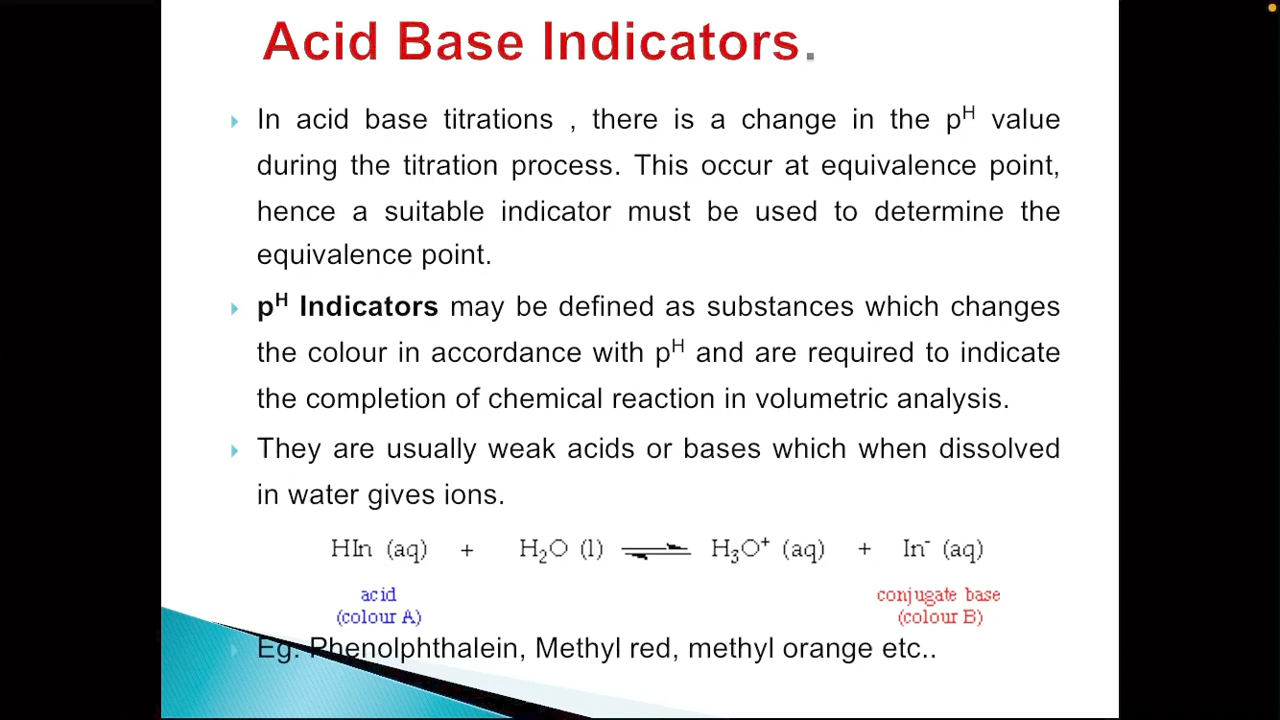 Acid Base Indicators.
In acid base titrations , there is a change in the pᴴ value
during the titration process. This occur at equivalence point,
hence a suitable indicator must be used to determine the
equivalence point.
pᴴ Indicators may be defined as substances which changes
the colour in accordance with pᴴ and are required to indicate
the completion of chemical reaction in volumetric analysis.
They are usually weak acids or bases which when dissolved
in water gives ions.
HIn (aq) + H₂O (l) ⇌ H₃O⁺ (aq) + In⁻ (aq)
acid conjugate base
(colour A) (colour B)
Eg. Phenolphthalein, Methyl red, methyl orange etc..